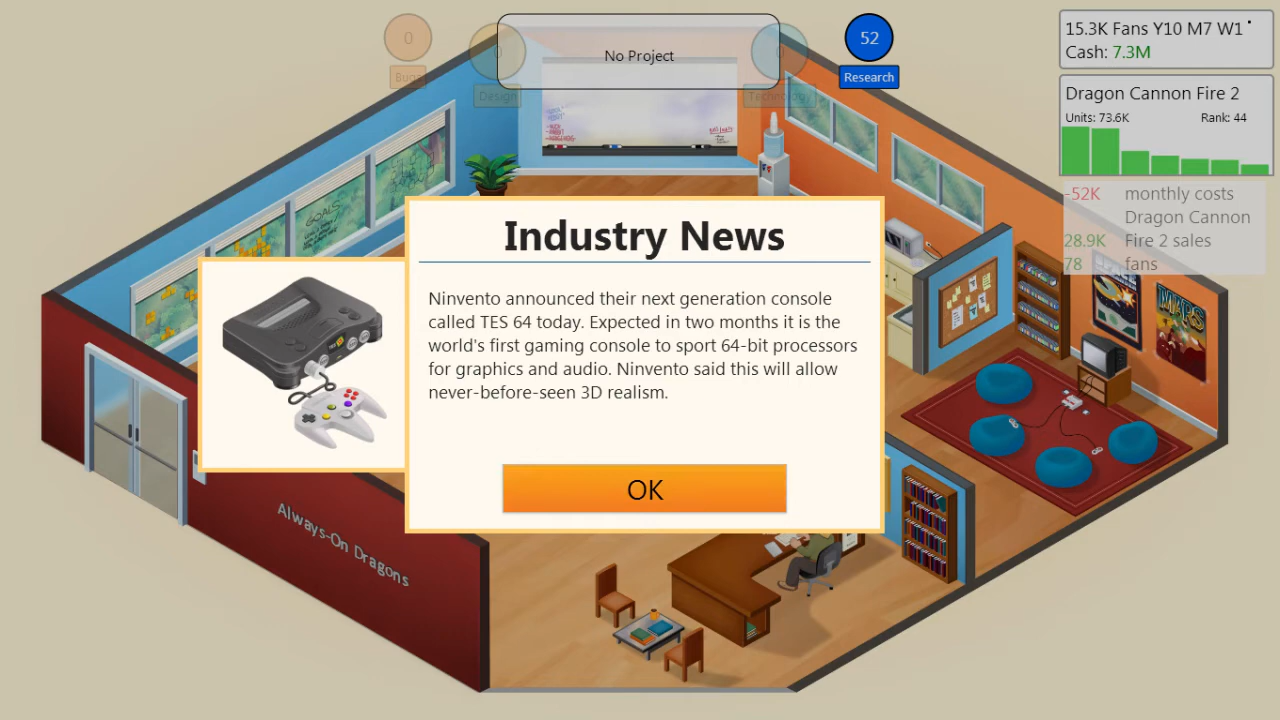 0
Bugs
0
Design
No Project
0
Technology
52
Research
15.3K Fans Y10 M7 W1
Cash: 7.3M
Dragon Cannon Fire 2
Units: 73.6K Rank: 44
-52K monthly costs
Dragon Cannon
28.9K Fire 2 sales
78 fans
GOALS
MARS
Industry News
Ninvento announced their next generation console
called TES 64 today. Expected in two months it is the
world's first gaming console to sport 64-bit processors
for graphics and audio. Ninvento said this will allow
never-before-seen 3D realism.
OK
Always-On Dragons